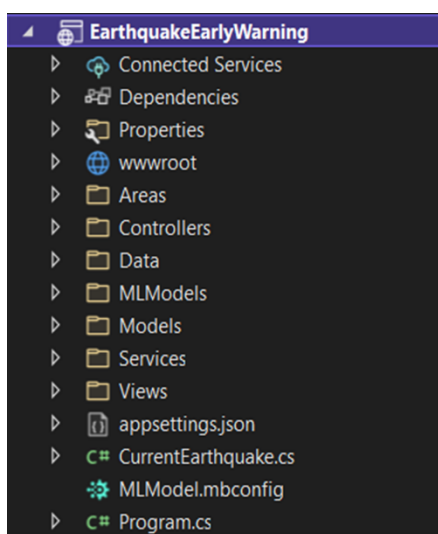 EarthquakeEarlyWarning
Connected Services
Dependencies
Properties
wwwroot
Areas
Controllers
Data
MLModels
Models
Services
Views
appsettings.json
C# CurrentEarthquake.cs
MLModel.mbconfig
C# Program.cs